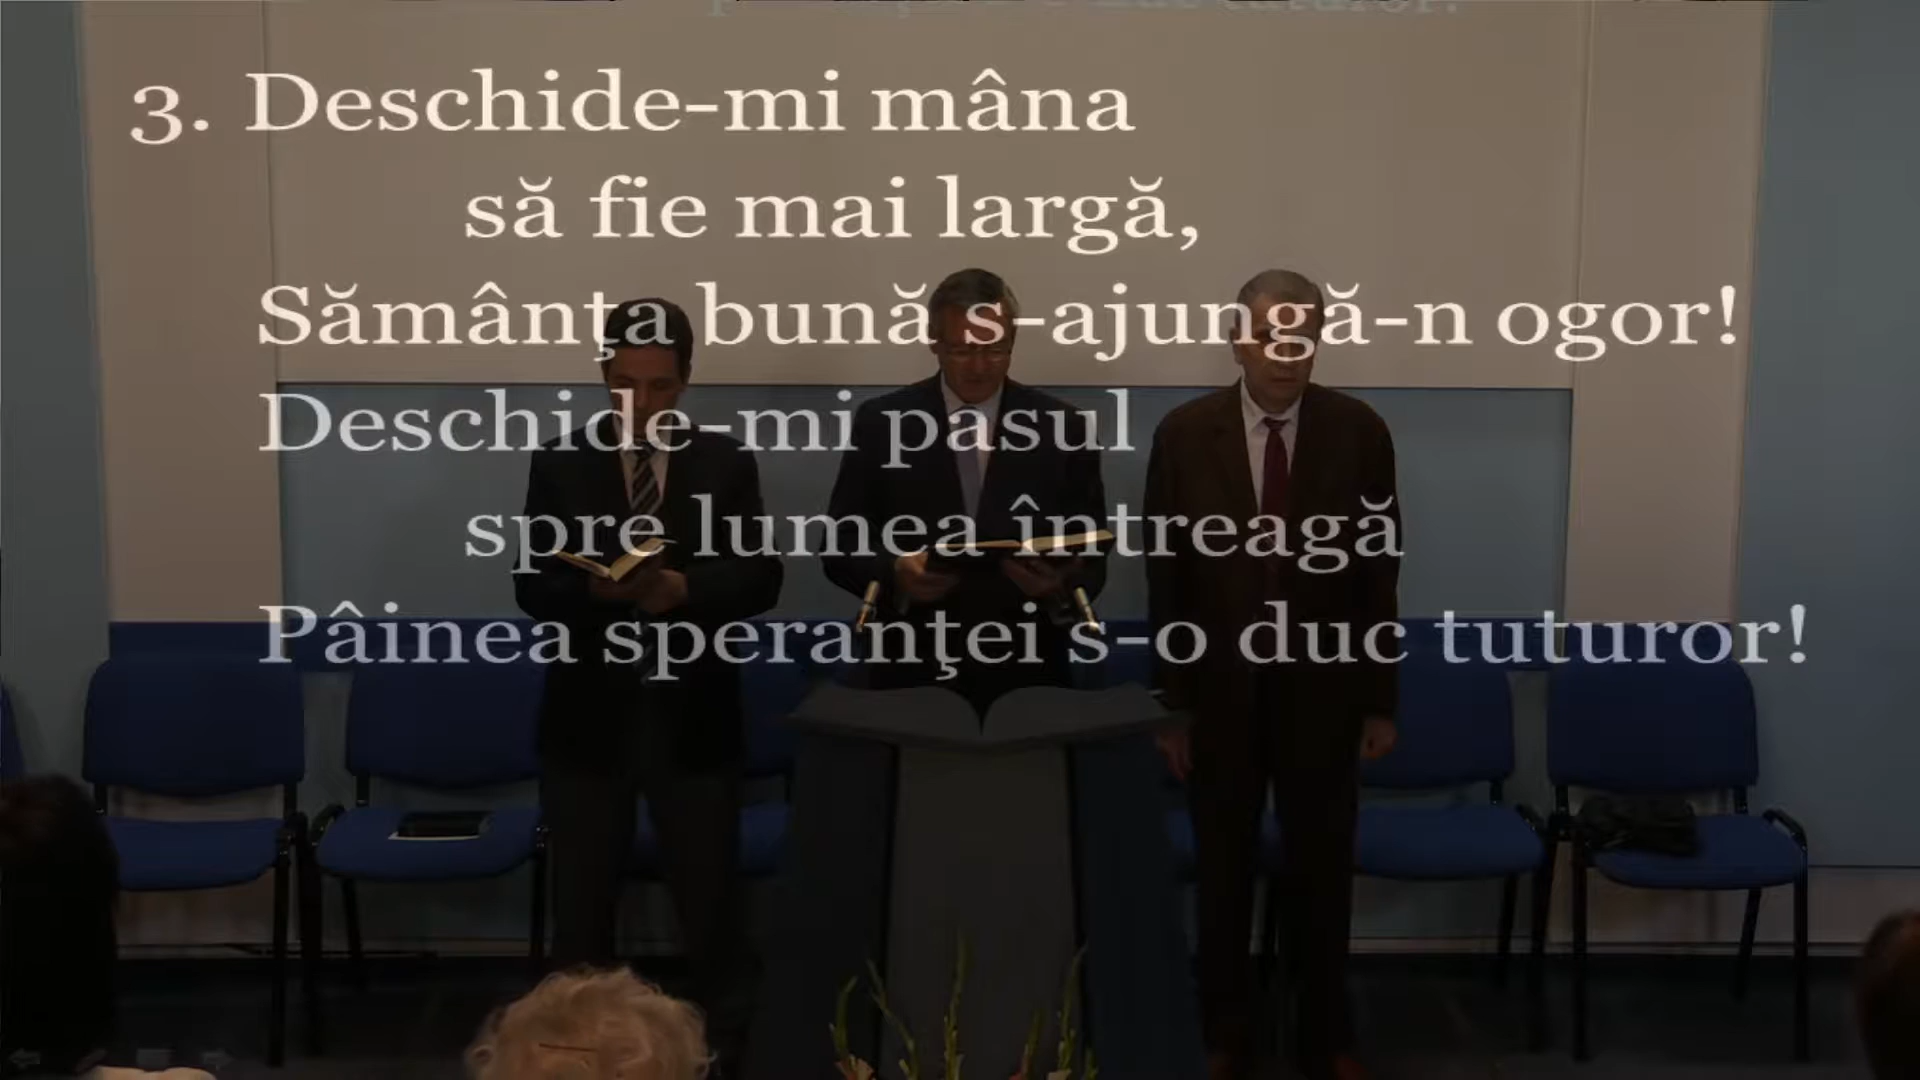 3. Deschide-mi mâna
să fie mai largă,
Sămânţa bună s-ajungă-n ogor!
Deschide-mi pasul
spre lumea întreagă
Pâinea speranţei s-o duc tuturor!